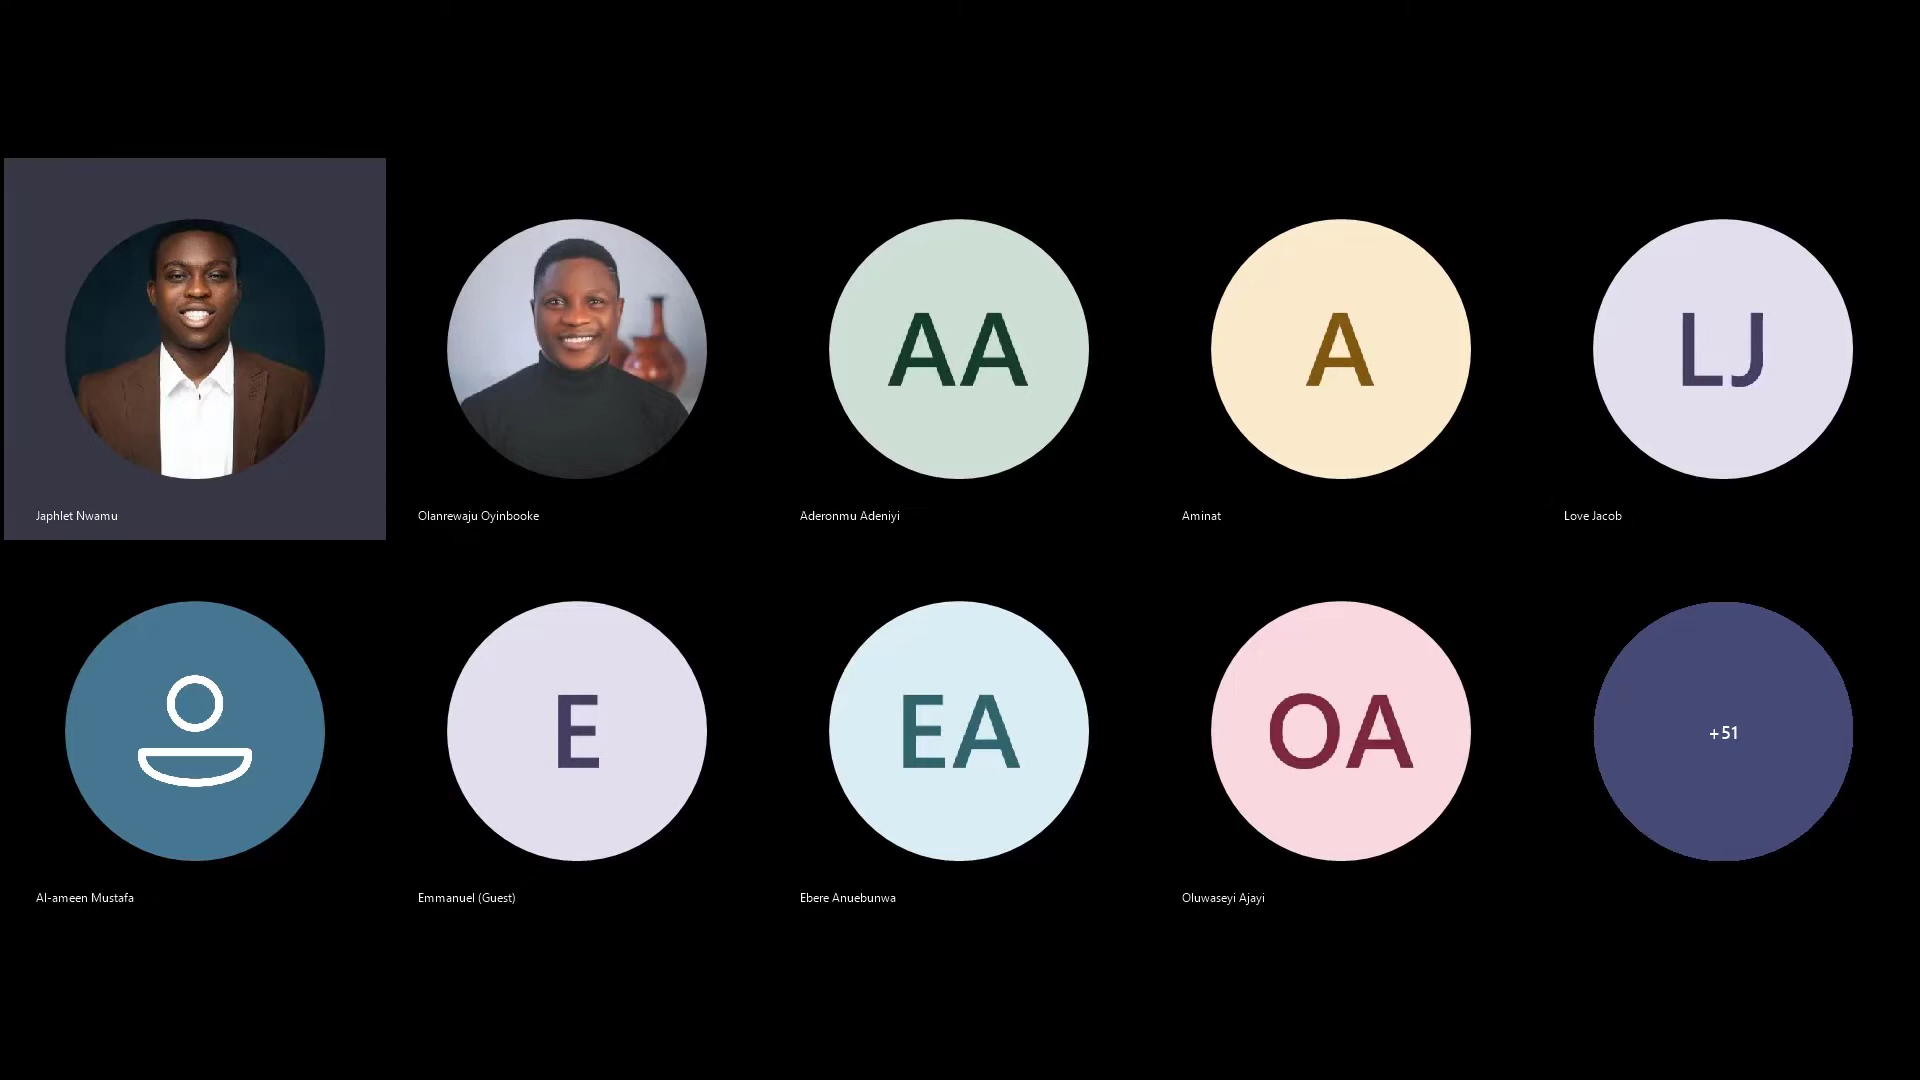 AA
A
LJ
Japhlet Nwamu
Olanrewaju Oyinbooke
Aderonmu Adeniyi
Aminat
Love Jacob
E
EA
OA
+51
Al-ameen Mustafa
Emmanuel (Guest)
Ebere Anuebunwa
Oluwaseyi Ajayi